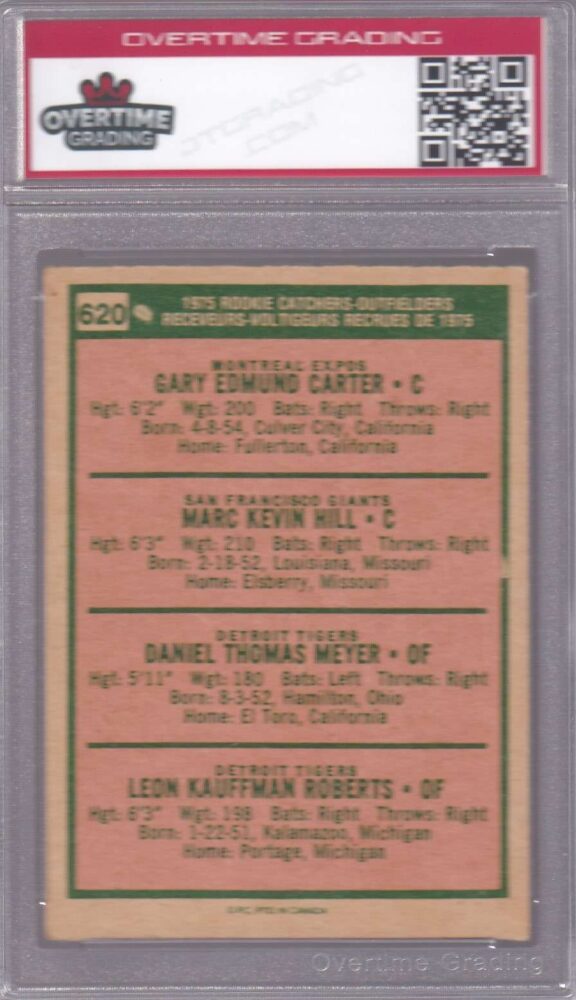 OVERTIME GRADING
OVERTIME
GRADING
OTGRADING
.COM
620
1975 ROOKIE CATCHERS-OUTFIELDERS
RECEVEURS-VOLTIGEURS RECRUES DE 1975
MONTREAL EXPOS
GARY EDMUND CARTER • C
Hgt: 6'2" Wgt: 200 Bats: Right Throws: Right
Born: 4-8-54, Culver City, California
Home: Fullerton, California
SAN FRANCISCO GIANTS
MARC KEVIN HILL • C
Hgt: 6'3" Wgt: 210 Bats: Right Throws: Right
Born: 2-18-52, Louisiana, Missouri
Home: Elsberry, Missouri
DETROIT TIGERS
DANIEL THOMAS MEYER • OF
Hgt: 5'11" Wgt: 180 Bats: Left Throws: Right
Born: 8-3-52, Hamilton, Ohio
Home: El Toro, California
DETROIT TIGERS
LEON KAUFFMAN ROBERTS • OF
Hgt: 6'3" Wgt: 198 Bats: Right Throws: Right
Born: 1-22-51, Kalamazoo, Michigan
Home: Portage, Michigan
O.P.C. PTD. IN CANADA
Overtime Grading